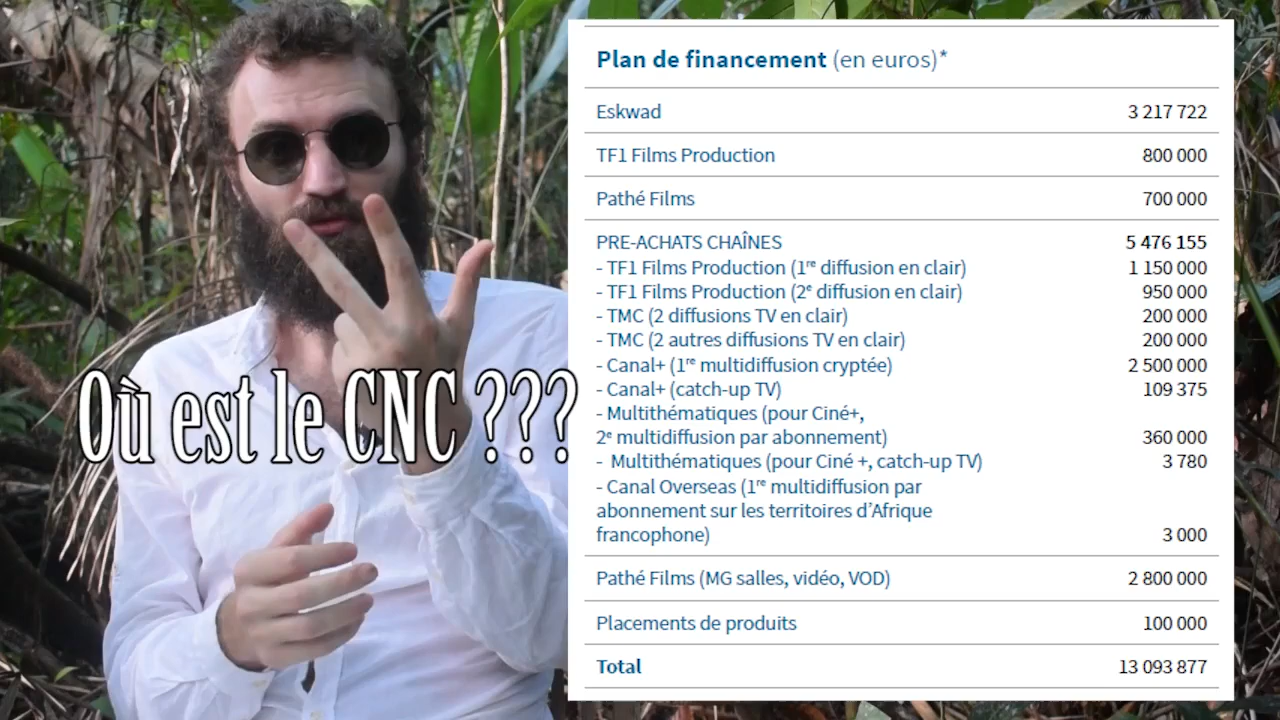 Où est le CNC ???
Plan de financement (en euros)*
Eskwad 3 217 722
TF1 Films Production 800 000
Pathé Films 700 000
PRE-ACHATS CHAÎNES 5 476 155
- TF1 Films Production (1re diffusion en clair) 1 150 000
- TF1 Films Production (2e diffusion en clair) 950 000
- TMC (2 diffusions TV en clair) 200 000
- TMC (2 autres diffusions TV en clair) 200 000
- Canal+ (1re multidiffusion cryptée) 2 500 000
- Canal+ (catch-up TV) 109 375
- Multithématiques (pour Ciné+,
2e multidiffusion par abonnement) 360 000
- Multithématiques (pour Ciné +, catch-up TV) 3 780
- Canal Overseas (1re multidiffusion par
abonnement sur les territoires d’Afrique
francophone) 3 000
Pathé Films (MG salles, vidéo, VOD) 2 800 000
Placements de produits 100 000
Total 13 093 877